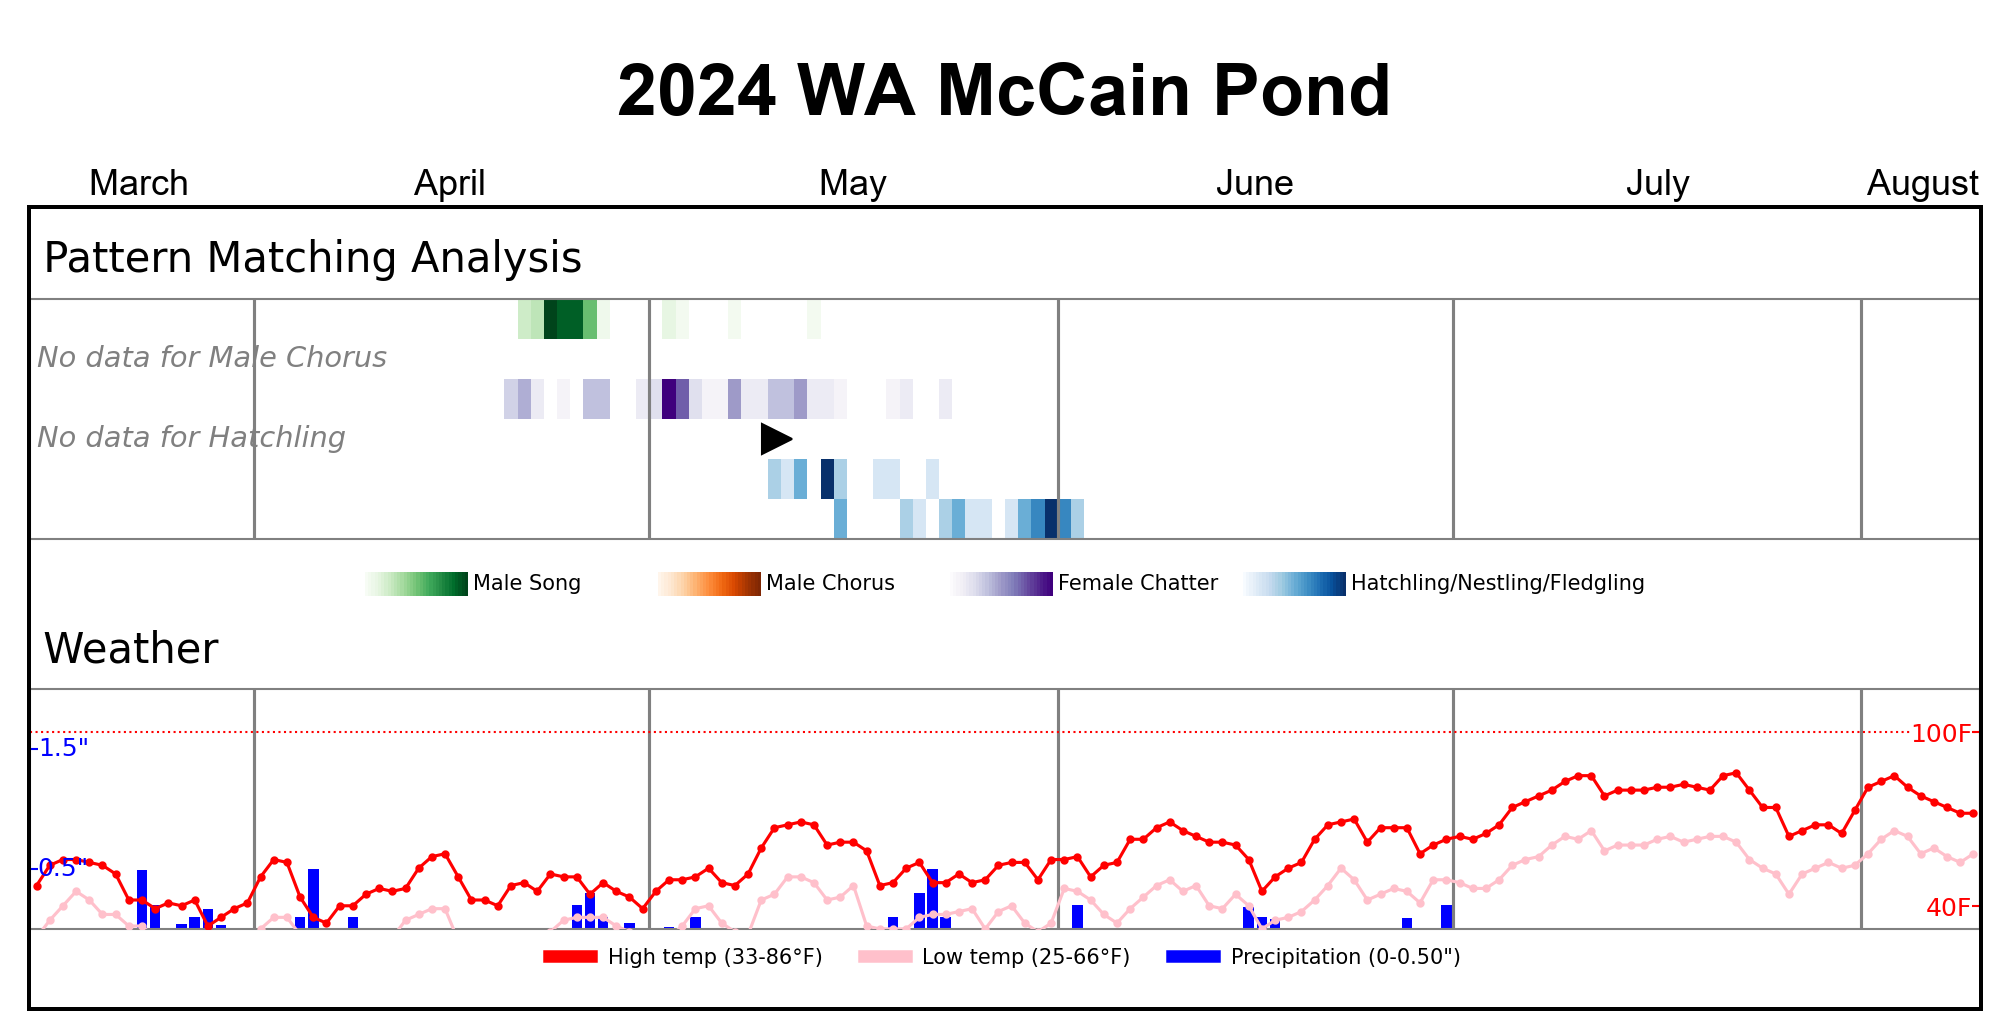 2024 WA McCain Pond
March April May June July August
Pattern Matching Analysis
No data for Male Chorus
No data for Hatchling
Male Song Male Chorus Female Chatter Hatchling/Nestling/Fledgling
Weather
100F
1.5"
0.5"
40F
High temp (33-86°F) Low temp (25-66°F) Precipitation (0-0.50")